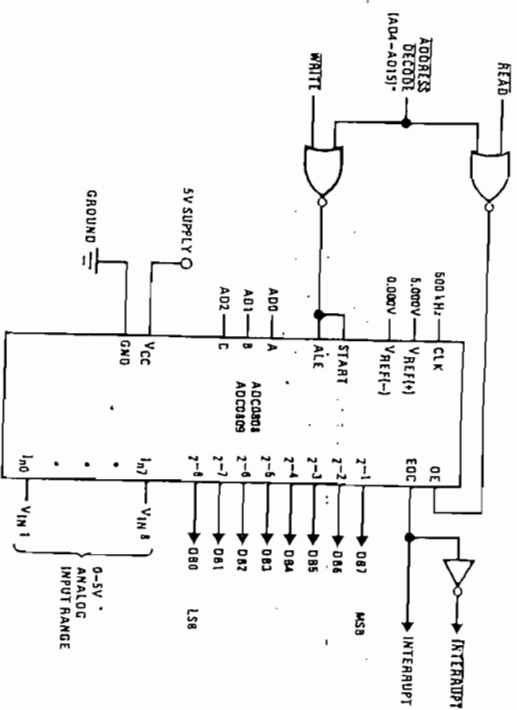 READ
ADDRESS
DECODE
(AD4–AD15)*
WRITE
500 kHz
CLK
5.000V
VREF(+)
0.000V
VREF(−)
START
ALE
AD0
A
AD1
B
AD2
C
5V SUPPLY
VCC
GROUND
GND
ADC0808
ADC0809
OE
EOC
INTERRUPT
INTERRUPT
2-1
DB7
MSB
2-2
DB6
2-3
DB5
2-4
DB4
2-5
DB3
2-6
DB2
2-7
DB1
2-8
DB0
LSB
In7
VIN 8
In0
VIN 1
0–5V
ANALOG
INPUT RANGE